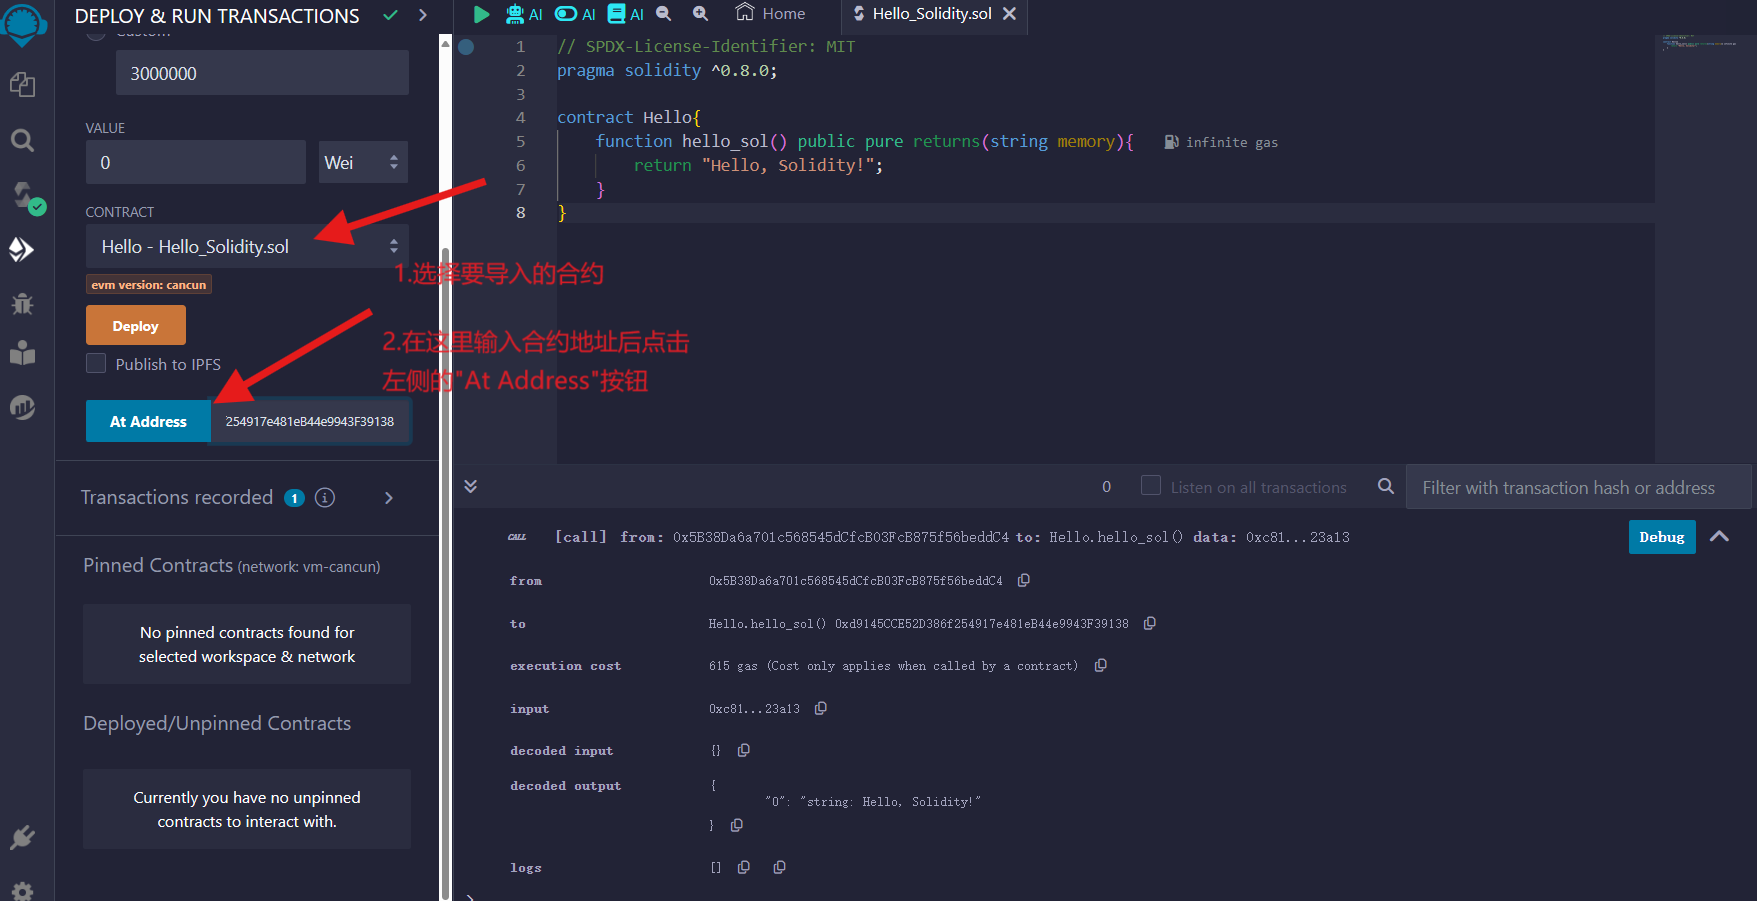 DEPLOY & RUN TRANSACTIONS
Custom
3000000
VALUE
0
Wei
CONTRACT
Hello - Hello_Solidity.sol
evm version: cancun
Deploy
Publish to IPFS
At Address
254917e481eB44e9943F39138
Transactions recorded 1 i
Pinned Contracts (network: vm-cancun)
No pinned contracts found for
selected workspace & network
Deployed/Unpinned Contracts
Currently you have no unpinned
contracts to interact with.
1.选择要导入的合约
2.在这里输入合约地址后点击
左侧的"At Address"按钮
AI AI AI Home Hello_Solidity.sol
1 // SPDX-License-Identifier: MIT
2 pragma solidity ^0.8.0;
3
4 contract Hello{
5 function hello_sol() public pure returns(string memory){ infinite gas
6 return "Hello, Solidity!";
7 }
8 }
0 Listen on all transactions Filter with transaction hash or address
CALL [call] from: 0x5B38Da6a701c568545dCfcB03FcB875f56beddC4 to: Hello.hello_sol() data: 0xc81...23a13 Debug
from 0x5B38Da6a701c568545dCfcB03FcB875f56beddC4
to Hello.hello_sol() 0xd9145CCE52D386f254917e481eB44e9943F39138
execution cost 615 gas (Cost only applies when called by a contract)
input 0xc81...23a13
decoded input {}
decoded output {
"0": "string: Hello, Solidity!"
}
logs []